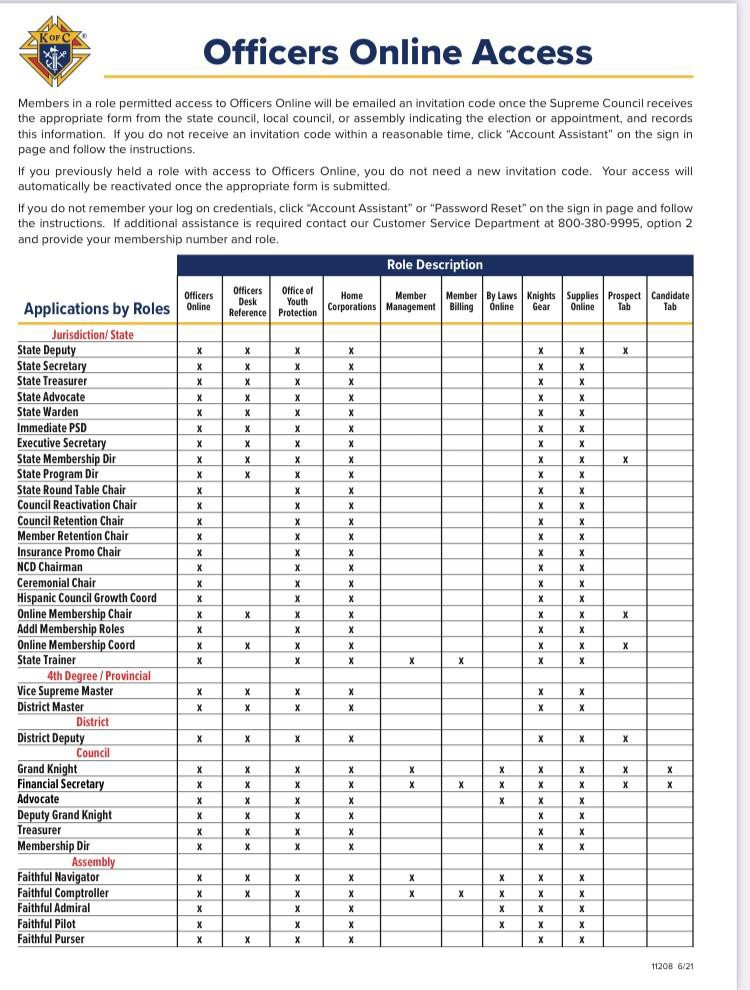 K OF C ®
Officers Online Access
Members in a role permitted access to Officers Online will be emailed an invitation code once the Supreme Council receives
the appropriate form from the state council, local council, or assembly indicating the election or appointment, and records
this information. If you do not receive an invitation code within a reasonable time, click “Account Assistant” on the sign in
page and follow the instructions.
If you previously held a role with access to Officers Online, you do not need a new invitation code. Your access will
automatically be reactivated once the appropriate form is submitted.
If you do not remember your log on credentials, click “Account Assistant” or “Password Reset” on the sign in page and follow
the instructions. If additional assistance is required contact our Customer Service Department at 800-380-9995, option 2
and provide your membership number and role.
Role Description
Applications by Roles Officers Online Officers Desk Reference Office of Youth Protection Home Corporations Member Management Member Billing By Laws Online Knights Gear Supplies Online Prospect Tab Candidate Tab
Jurisdiction/ State
State Deputy x x x x x x x
State Secretary x x x x x x
State Treasurer x x x x x x
State Advocate x x x x x x
State Warden x x x x x x
Immediate PSD x x x x x x
Executive Secretary x x x x x x
State Membership Dir x x x x x x x
State Program Dir x x x x x x
State Round Table Chair x x x x x
Council Reactivation Chair x x x x x
Council Retention Chair x x x x x
Member Retention Chair x x x x x
Insurance Promo Chair x x x x x
NCD Chairman x x x x x
Ceremonial Chair x x x x x
Hispanic Council Growth Coord x x x x x
Online Membership Chair x x x x x x x
Addl Membership Roles x x x x x
Online Membership Coord x x x x x x x
State Trainer x x x x x x x
4th Degree / Provincial
Vice Supreme Master x x x x x x
District Master x x x x x x
District
District Deputy x x x x x x x
Council
Grand Knight x x x x x x x x x x
Financial Secretary x x x x x x x x x x x
Advocate x x x x x x x
Deputy Grand Knight x x x x x x
Treasurer x x x x x x
Membership Dir x x x x x x
Assembly
Faithful Navigator x x x x x x x x
Faithful Comptroller x x x x x x x x x
Faithful Admiral x x x x x x
Faithful Pilot x x x x x x
Faithful Purser x x x x x x
11208 6/21